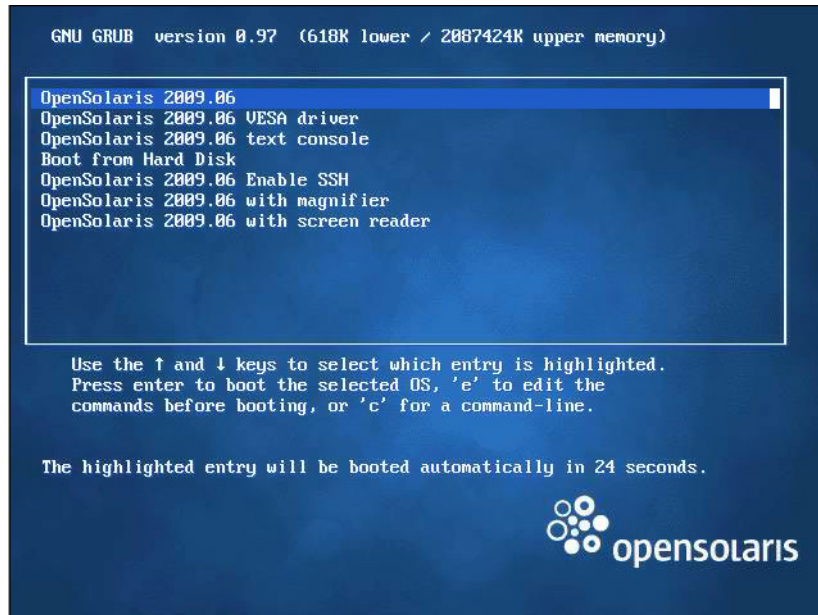 GNU GRUB version 0.97 (618K lower / 2087424K upper memory)
OpenSolaris 2009.06
OpenSolaris 2009.06 VESA driver
OpenSolaris 2009.06 text console
Boot from Hard Disk
OpenSolaris 2009.06 Enable SSH
OpenSolaris 2009.06 with magnifier
OpenSolaris 2009.06 with screen reader
Use the ↑ and ↓ keys to select which entry is highlighted.
Press enter to boot the selected OS, 'e' to edit the
commands before booting, or 'c' for a command-line.
The highlighted entry will be booted automatically in 24 seconds.
opensolaris